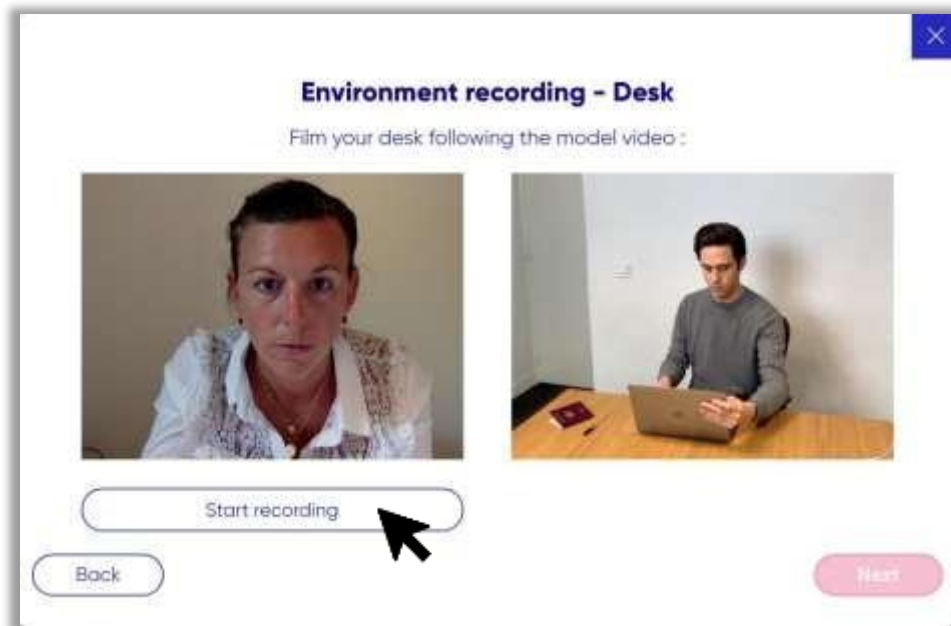 Environment recording - Desk
Film your desk following the model video :
Start recording
Back
Next